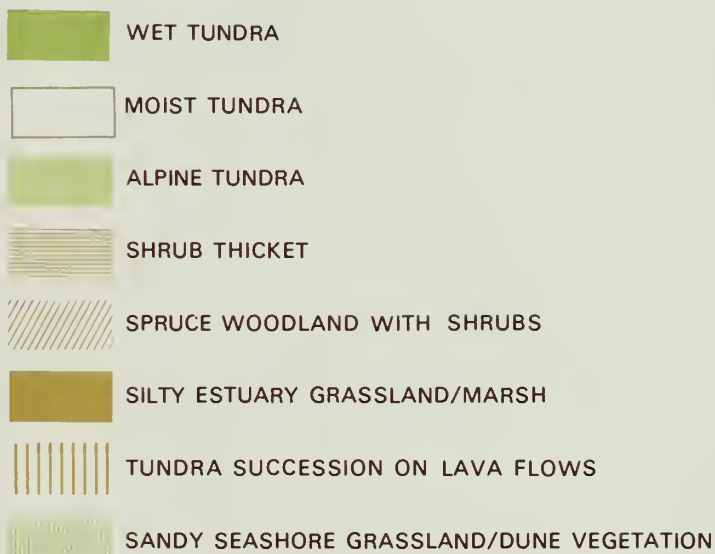 WET TUNDRA
MOIST TUNDRA
ALPINE TUNDRA
SHRUB THICKET
SPRUCE WOODLAND WITH SHRUBS
SILTY ESTUARY GRASSLAND/MARSH
TUNDRA SUCCESSION ON LAVA FLOWS
SANDY SEASHORE GRASSLAND/DUNE VEGETATION